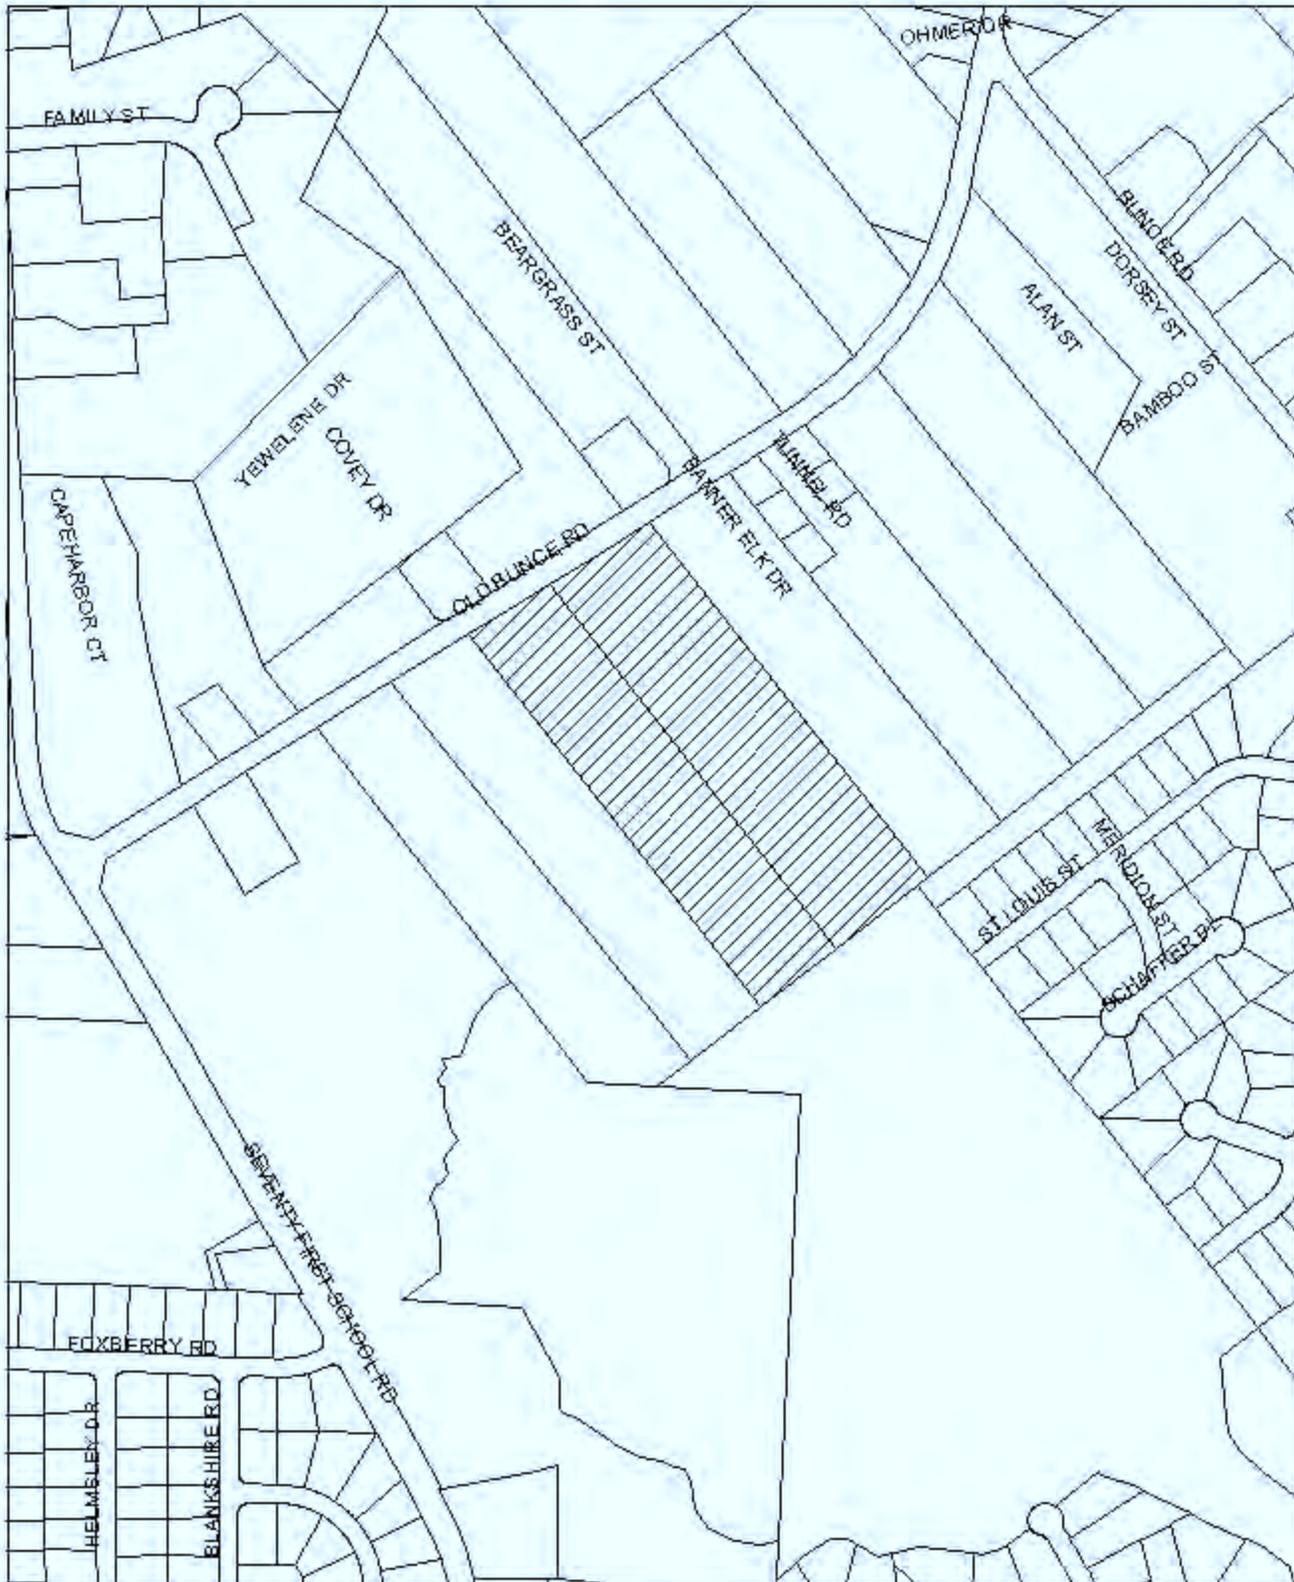 OHMER DR
FAMILY ST
BUNCE RD
BEARGRASS ST
DORSEY ST
ALAN ST
BAMBOO ST
YEWELENE DR
COVEY DR
TUNNEL RD
BANNER ELK DR
CAPEHARBOR CT
OLD BUNCE RD
MERIDION ST
ST LOUIS ST
SCHAFFER PL
SEVENTY FIRST SCHOOL RD
FOXBERRY RD
HELMSLEY DR
BLANKSHIRE RD